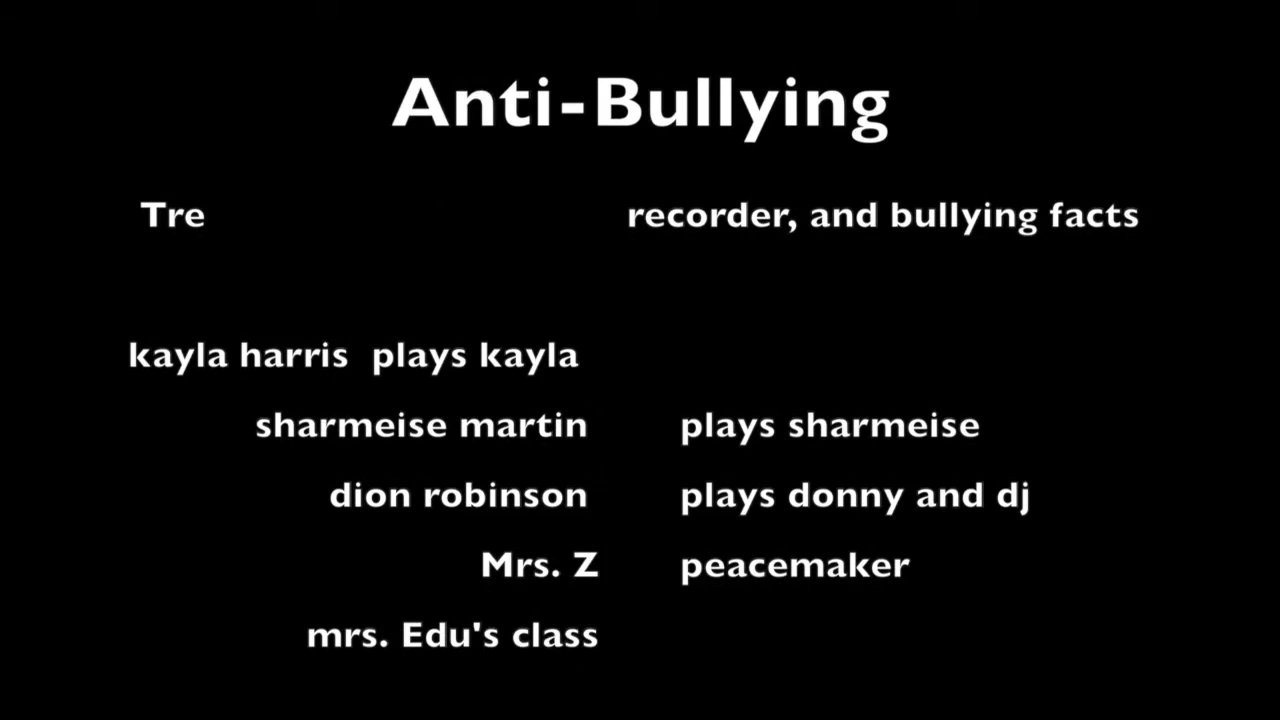 Anti-Bullying
Tre recorder, and bullying facts
kayla harris plays kayla
sharmeise martin plays sharmeise
dion robinson plays donny and dj
Mrs. Z peacemaker
mrs. Edu's class